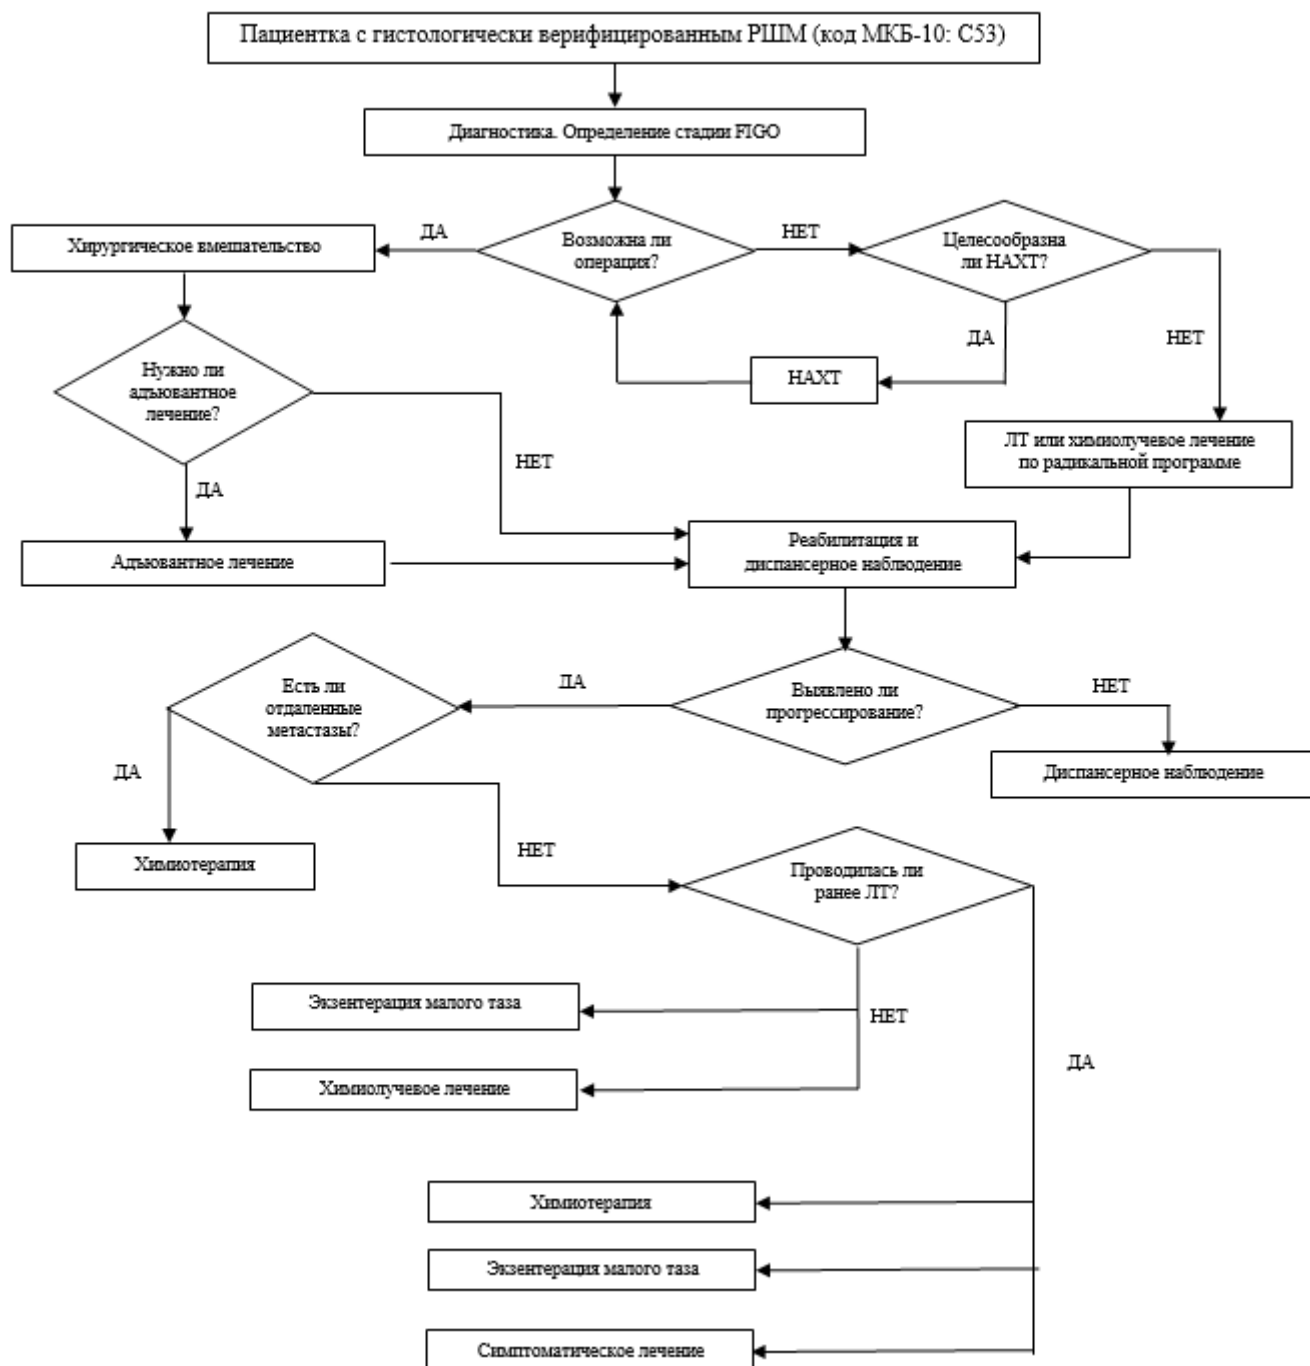 Пациентка с гистологически верифицированным РШМ (код МКБ-10: C53)
Диагностика. Определение стадии FIGO
Хирургическое вмешательство
ДА
Возможна ли
операция?
НЕТ
Целесообразна
ли НАХТ?
ДА
НЕТ
НАХТ
Нужно ли
адъювантное
лечение?
НЕТ
ДА
ЛТ или химиолучевое лечение
по радикальной программе
Адъювантное лечение
Реабилитация и
диспансерное наблюдение
Есть ли
отдаленные
метастазы?
ДА
Выявлено ли
прогрессирование?
НЕТ
ДА
Диспансерное наблюдение
Химиотерапия
НЕТ
Проводилась ли
ранее ЛТ?
Экзентерация малого таза
НЕТ
ДА
Химиолучевое лечение
Химиотерапия
Экзентерация малого таза
Симптоматическое лечение